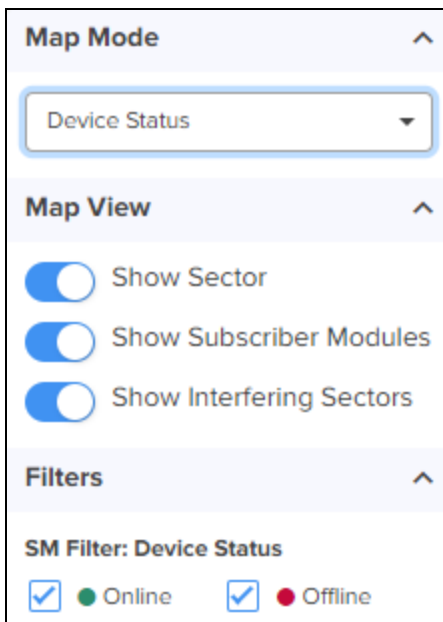 Map Mode
Device Status
Map View
Show Sector
Show Subscriber Modules
Show Interfering Sectors
Filters
SM Filter: Device Status
Online Offline